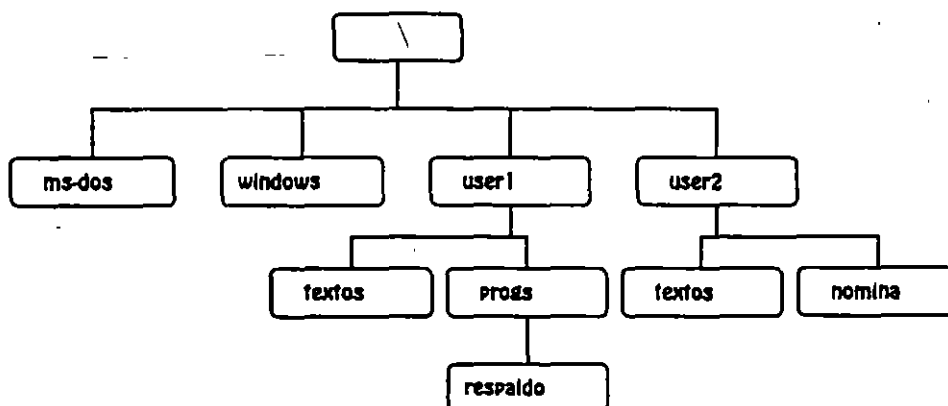 \
ms-dos
windows
user1
user2
textos
progs
textos
nomina
respaldo